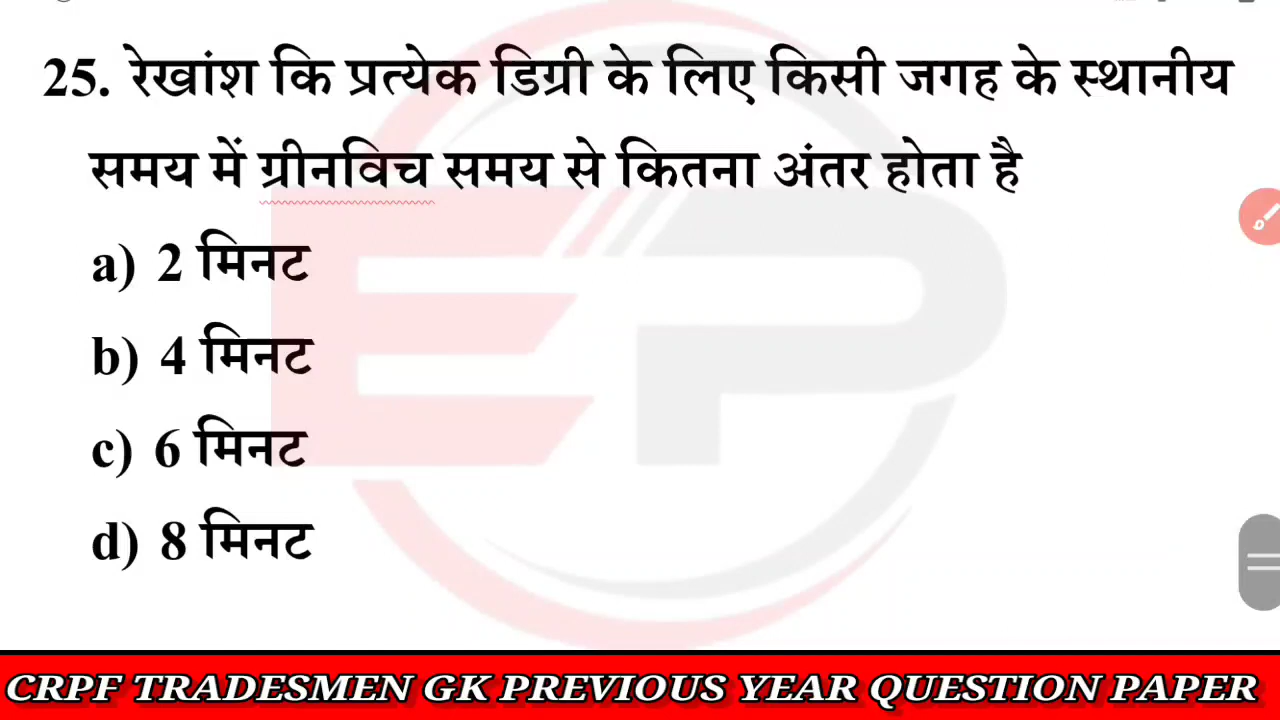 25. रेखांश कि प्रत्येक डिग्री के लिए किसी जगह के स्थानीय
समय में ग्रीनविच समय से कितना अंतर होता है
a) 2 मिनट
b) 4 मिनट
c) 6 मिनट
d) 8 मिनट
EP
CRPF TRADESMEN GK PREVIOUS YEAR QUESTION PAPER